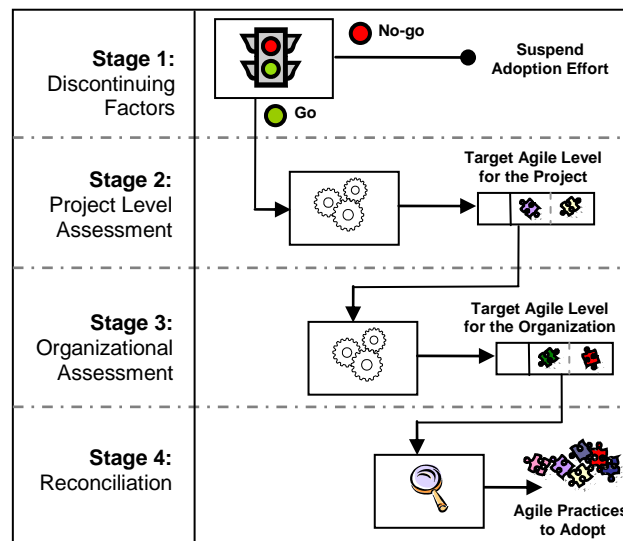 Stage 1:
Discontinuing
Factors
No-go
Suspend
Adoption Effort
Go
Stage 2:
Project Level
Assessment
Target Agile Level
for the Project
Stage 3:
Organizational
Assessment
Target Agile Level
for the Organization
Stage 4:
Reconciliation
Agile Practices
to Adopt